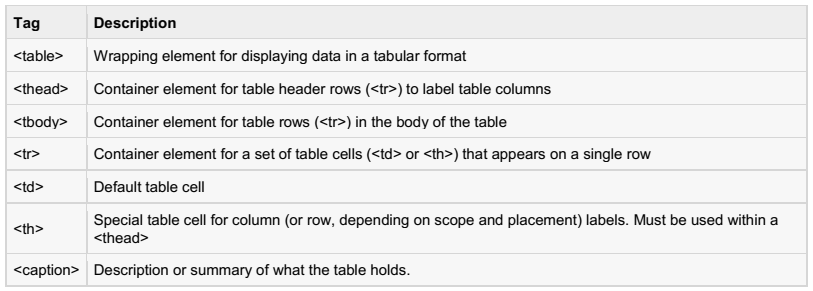 Tag Description
<table> Wrapping element for displaying data in a tabular format
<thead> Container element for table header rows (<tr>) to label table columns
<tbody> Container element for table rows (<tr>) in the body of the table
<tr> Container element for a set of table cells (<td> or <th>) that appears on a single row
<td> Default table cell
<th> Special table cell for column (or row, depending on scope and placement) labels. Must be used within a
<thead>
<caption> Description or summary of what the table holds.